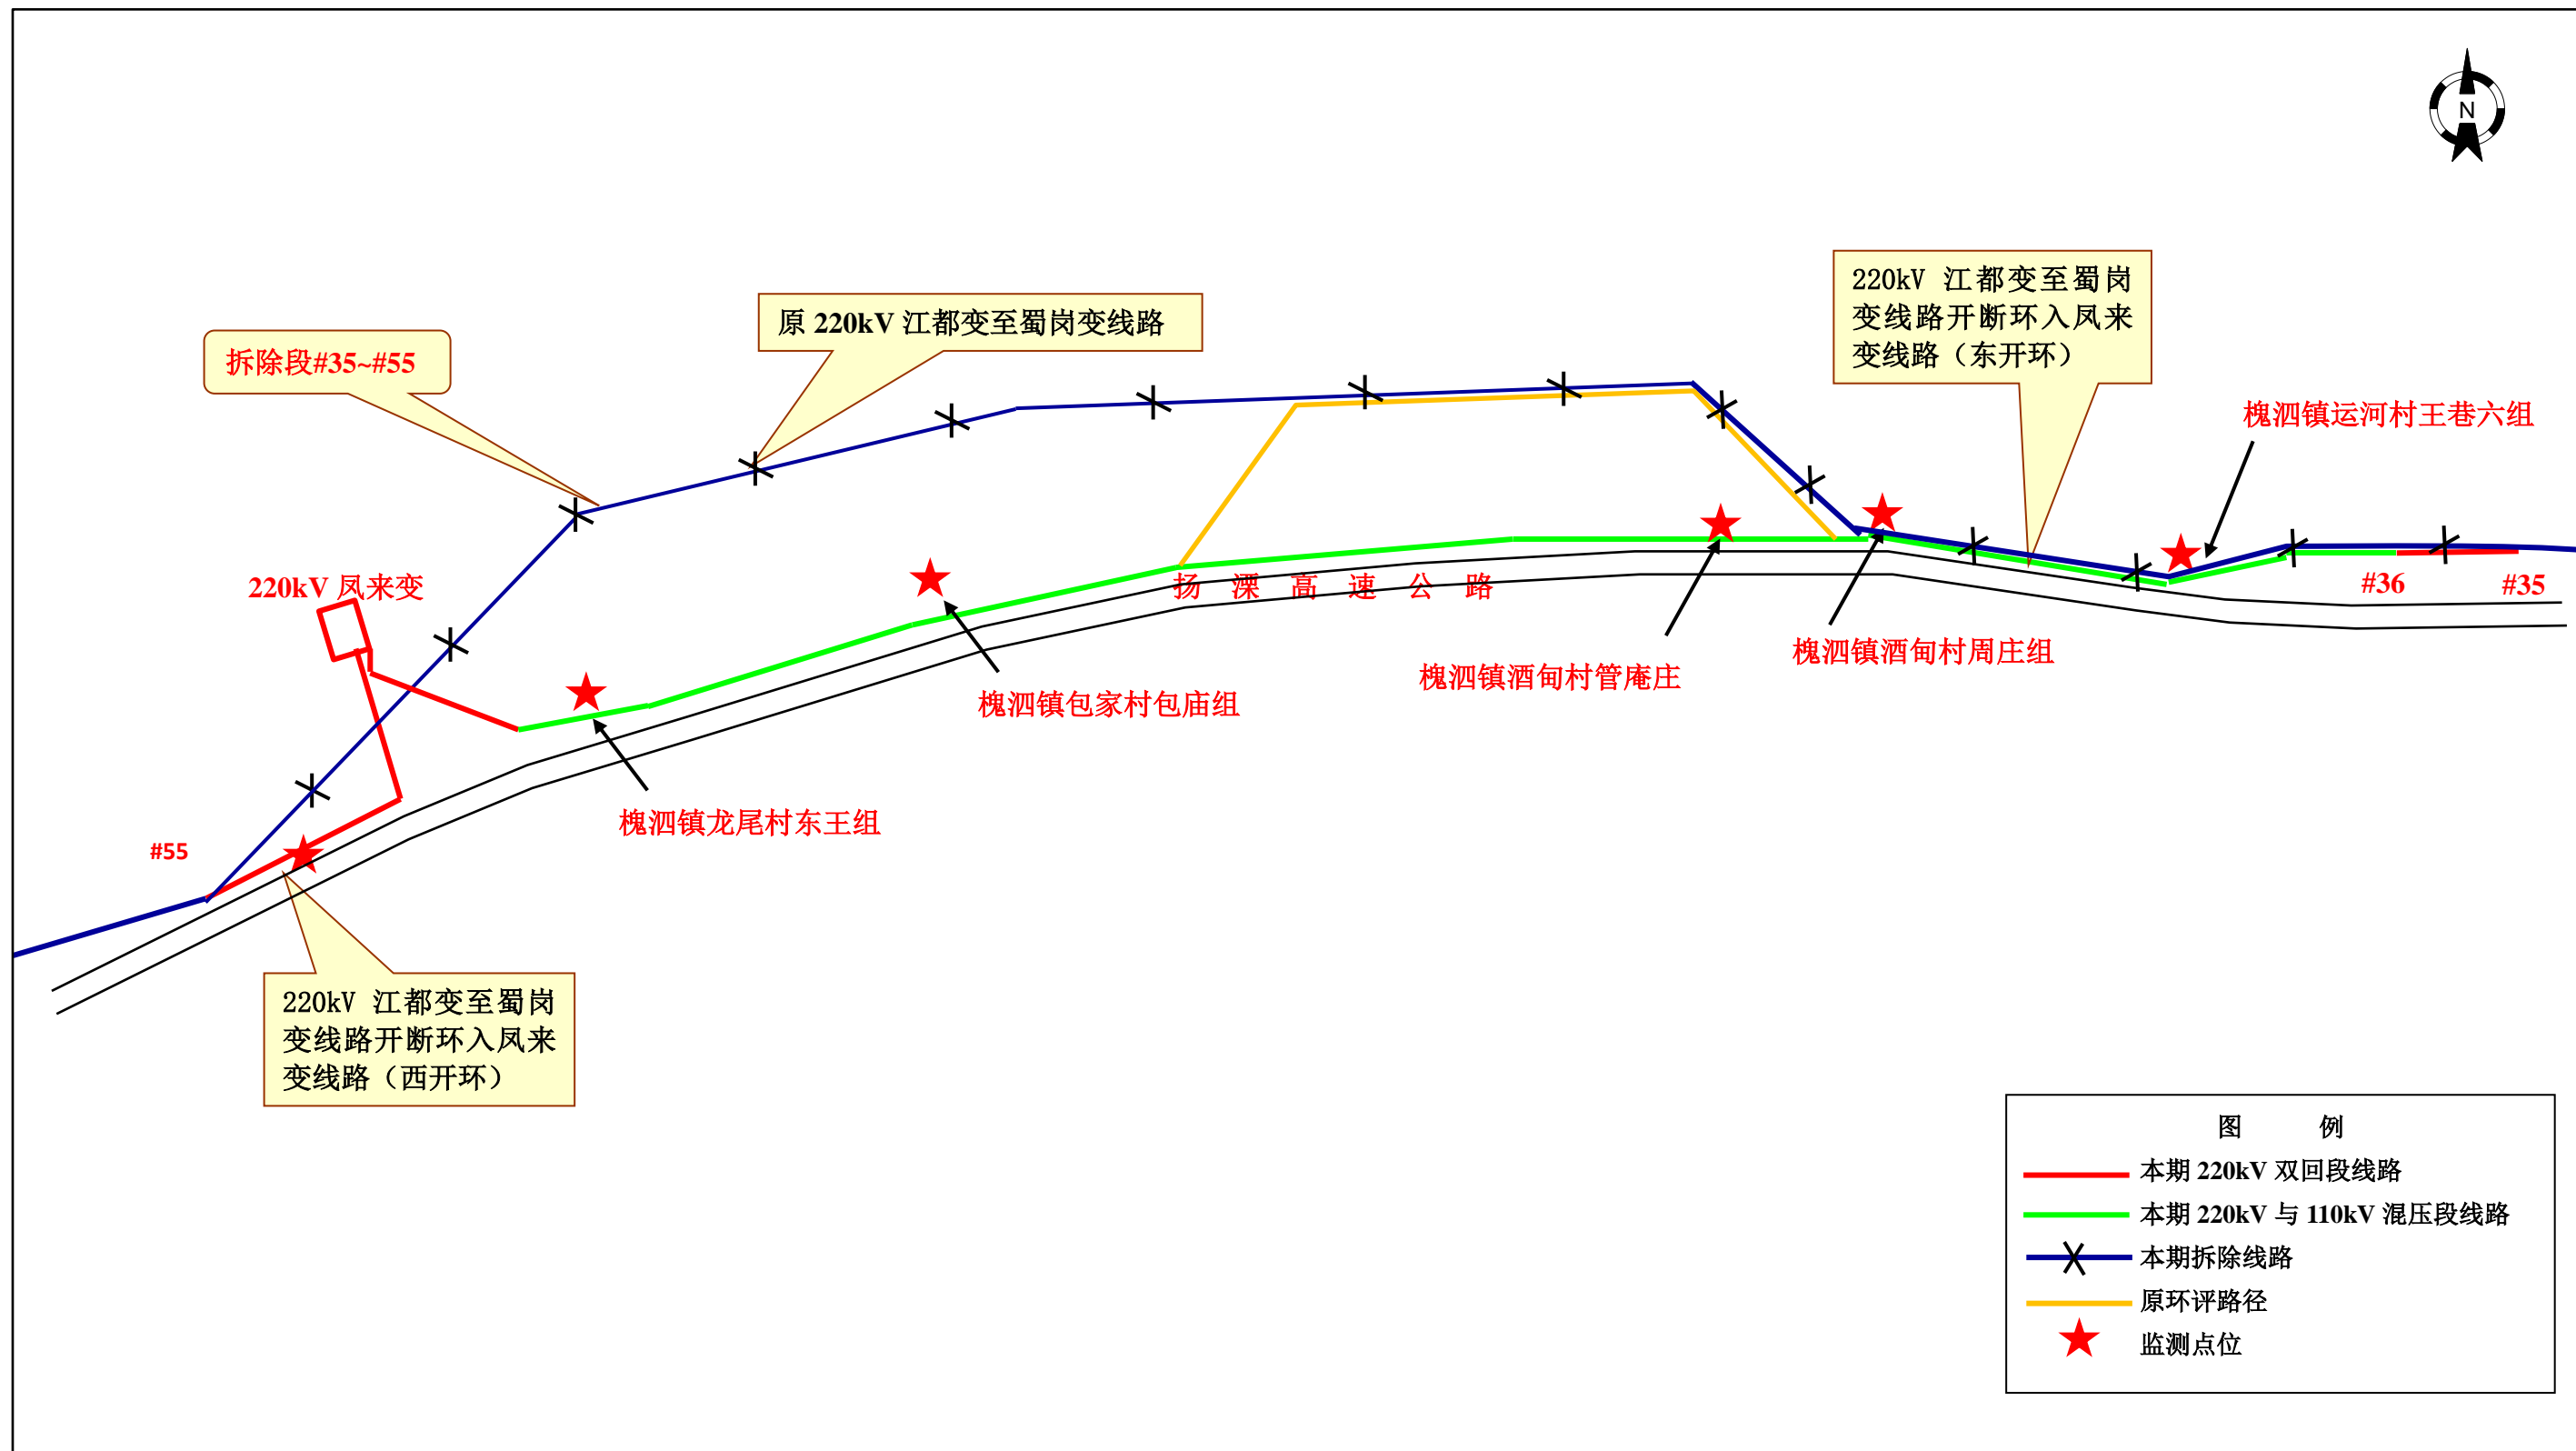 N
220kV 江都变至蜀岗
变线路开断环入凤来
变线路（东开环）
原 220kV 江都变至蜀岗变线路
拆除段#35~#55
槐泗镇运河村王巷六组
220kV 凤来变
扬溧高速公路
#36
#35
槐泗镇酒甸村周庄组
槐泗镇酒甸村管庵庄
槐泗镇包家村包庙组
槐泗镇龙尾村东王组
#55
220kV 江都变至蜀岗
变线路开断环入凤来
变线路（西开环）
图 例
本期 220kV 双回段线路
本期 220kV 与 110kV 混压段线路
本期拆除线路
原环评路径
监测点位